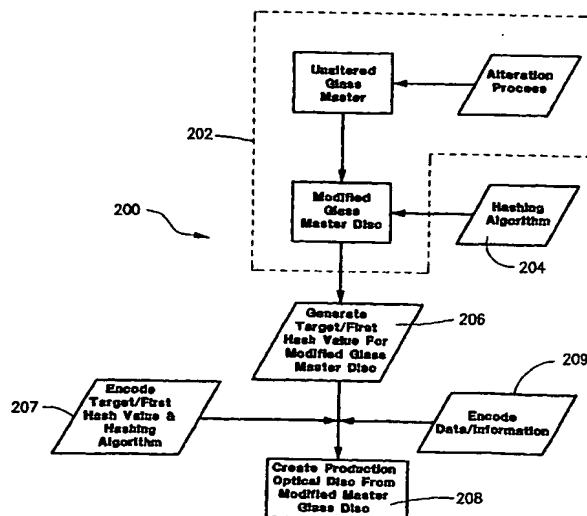 Unaltered
Glass
Master
Alteration
Process
202
Modified
Glass
Master Disc
Hashing
Algorithm
204
200
Generate
Target/First
Hash Value For
Modified Glass
Master Disc
206
209
207
Encode
Target/First
Hash Value &
Hashing
Algorithm
Encode
Data/Information
Create Production
Optical Disc From
Modified Master
Glass Disc
208